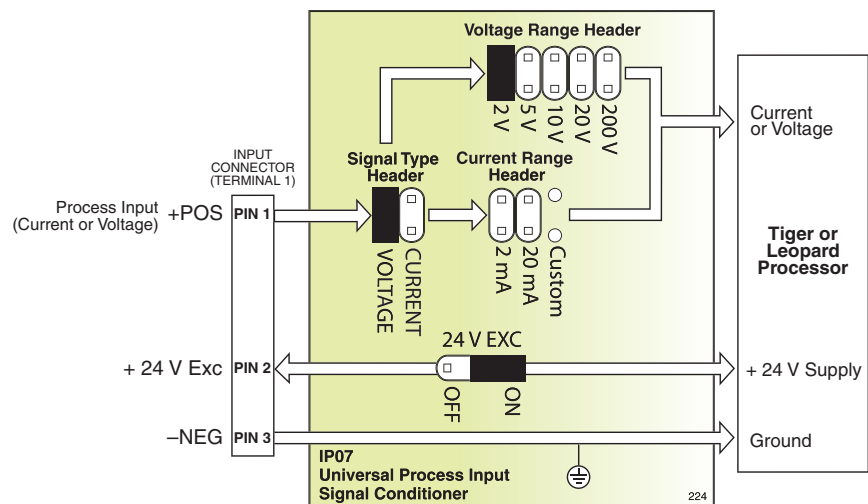 Voltage Range Header
2 V
5 V
10 V
20 V
200 V
Current
or Voltage
INPUT
CONNECTOR
(TERMINAL 1)
Signal Type
Header
Current Range
Header
Process Input
(Current or Voltage)
+POS
PIN 1
VOLTAGE
CURRENT
2 mA
20 mA
Custom
Tiger or
Leopard
Processor
24 V EXC
+ 24 V Exc
PIN 2
OFF
ON
+ 24 V Supply
–NEG
PIN 3
Ground
IP07
Universal Process Input
Signal Conditioner
224